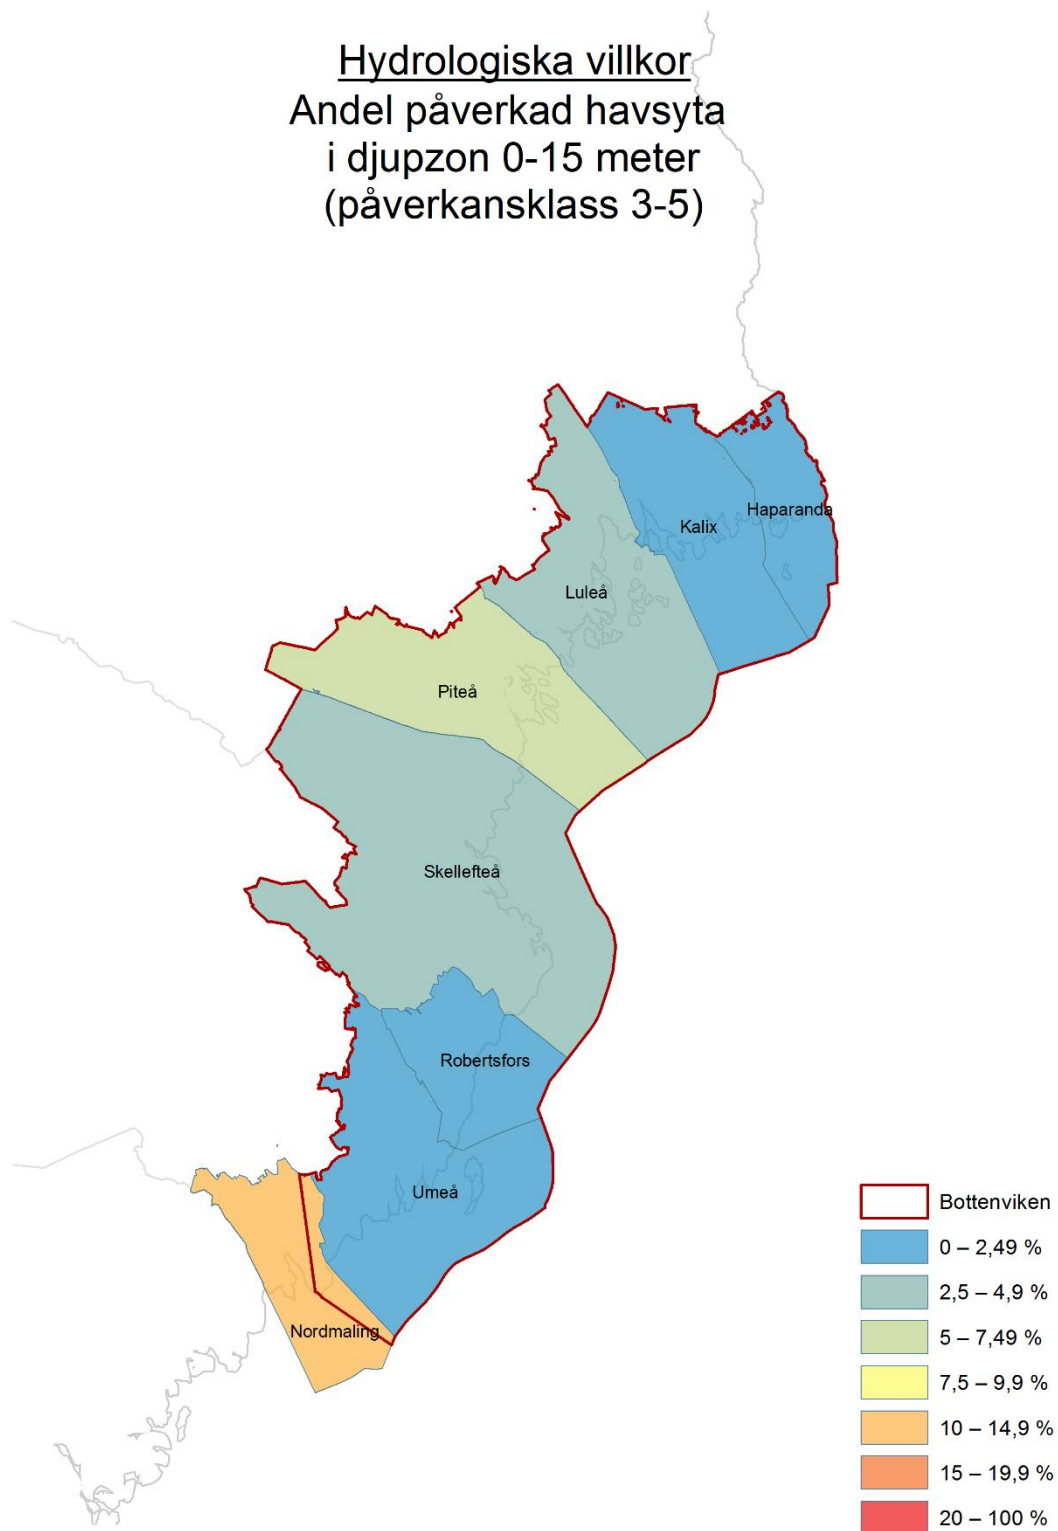 Hydrologiska villkor
Andel påverkad havsyta
i djupzon 0-15 meter
(påverkansklass 3-5)
Haparanda
Kalix
Luleå
Piteå
Skellefteå
Robertsfors
Umeå
Nordmaling
Bottenviken
0 – 2,49 %
2,5 – 4,9 %
5 – 7,49 %
7,5 – 9,9 %
10 – 14,9 %
15 – 19,9 %
20 – 100 %